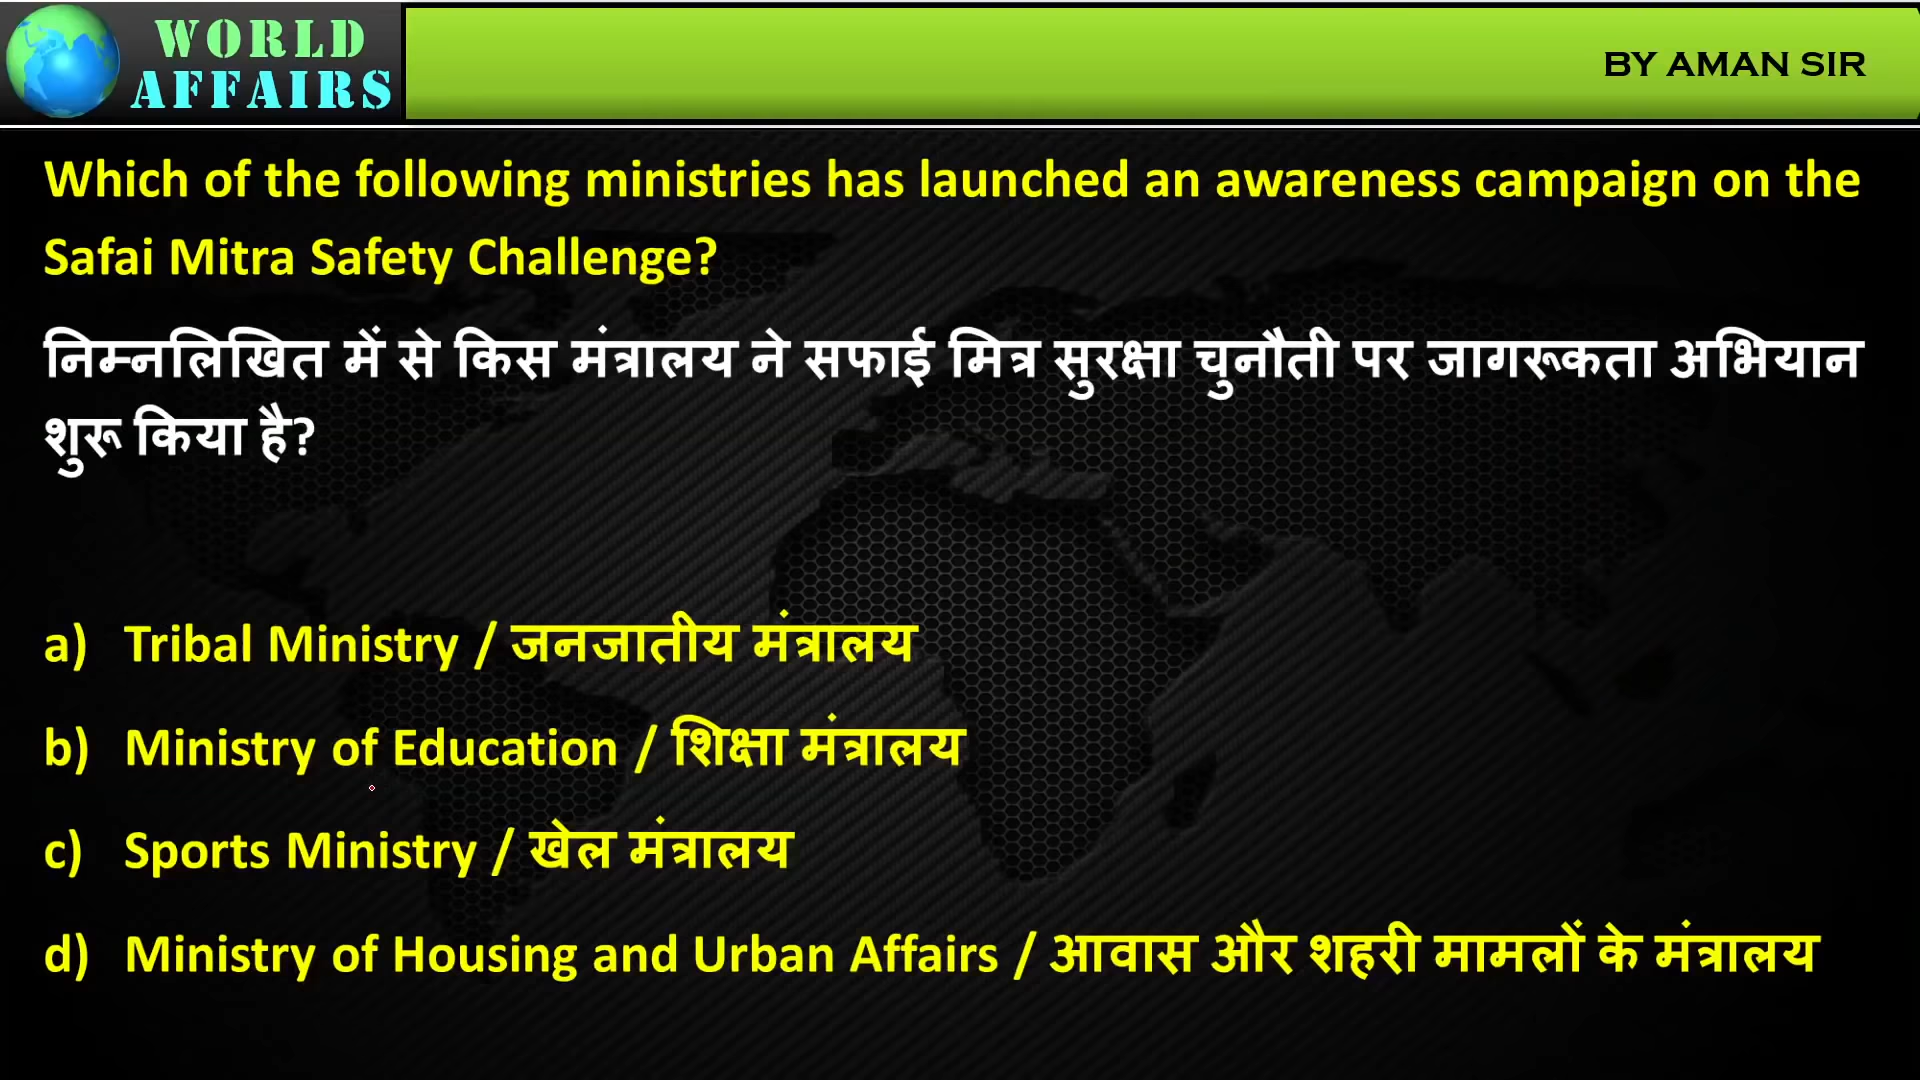 WORLD
AFFAIRS
BY AMAN SIR
Which of the following ministries has launched an awareness campaign on the
Safai Mitra Safety Challenge?
निम्नलिखित में से किस मंत्रालय ने सफाई मित्र सुरक्षा चुनौती पर जागरूकता अभियान
शुरू किया है?
a) Tribal Ministry / जनजातीय मंत्रालय
b) Ministry of Education / शिक्षा मंत्रालय
c) Sports Ministry / खेल मंत्रालय
d) Ministry of Housing and Urban Affairs / आवास और शहरी मामलों के मंत्रालय